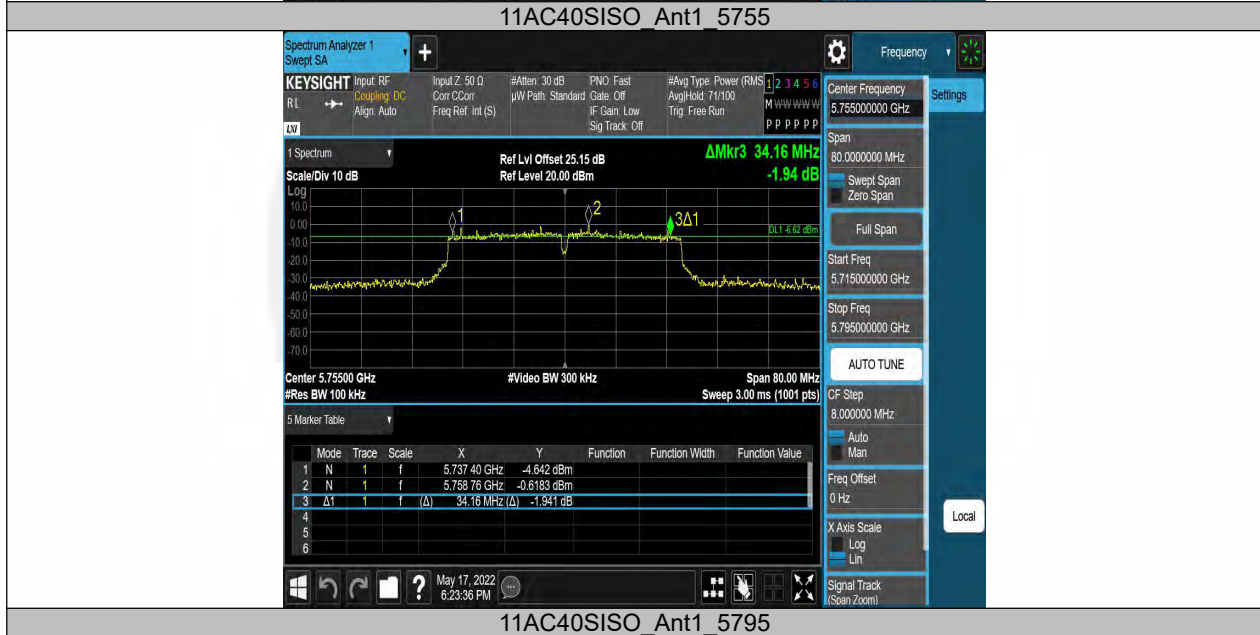 11AC40SISO_Ant1_5755
Spectrum Analyzer 1
Swept SA
+
Frequency
KEYSIGHT
RL
LXI
Input: RF
Coupling: DC
Align: Auto
Input Z: 50 Ω
Corr CCorr
Freq Ref: Int (S)
#Atten: 30 dB
µW Path: Standard
PNO: Fast
Gate: Off
IF Gain: Low
Sig Track: Off
#Avg Type: Power (RMS
Avg|Hold: 71/100
Trig: Free Run
1 2 3 4 5 6
M W W W W W
P P P P P P
Center Frequency
5.755000000 GHz
Settings
1 Spectrum
Ref Lvl Offset 25.15 dB
ΔMkr3 34.16 MHz
Scale/Div 10 dB
Ref Level 20.00 dBm
-1.94 dB
Log
10.0
0.00
-10.0
-20.0
-30.0
-40.0
-50.0
-60.0
-70.0
1
2
3Δ1
DL1 -6.62 dBm
Center 5.75500 GHz
#Video BW 300 kHz
Span 80.00 MHz
#Res BW 100 kHz
Sweep 3.00 ms (1001 pts)
Span
80.0000000 MHz
Swept Span
Zero Span
Full Span
Start Freq
5.715000000 GHz
Stop Freq
5.795000000 GHz
AUTO TUNE
CF Step
8.000000 MHz
Auto
Man
Freq Offset
0 Hz
X Axis Scale
Log
Lin
Signal Track
(Span Zoom)
Local
5 Marker Table
Mode Trace Scale X Y Function Function Width Function Value
1 N 1 f 5.737 40 GHz -4.642 dBm
2 N 1 f 5.758 76 GHz -0.6183 dBm
3 Δ1 1 f (Δ) 34.16 MHz (Δ) -1.941 dB
4
5
6
?
May 17, 2022
6:23:36 PM
11AC40SISO_Ant1_5795